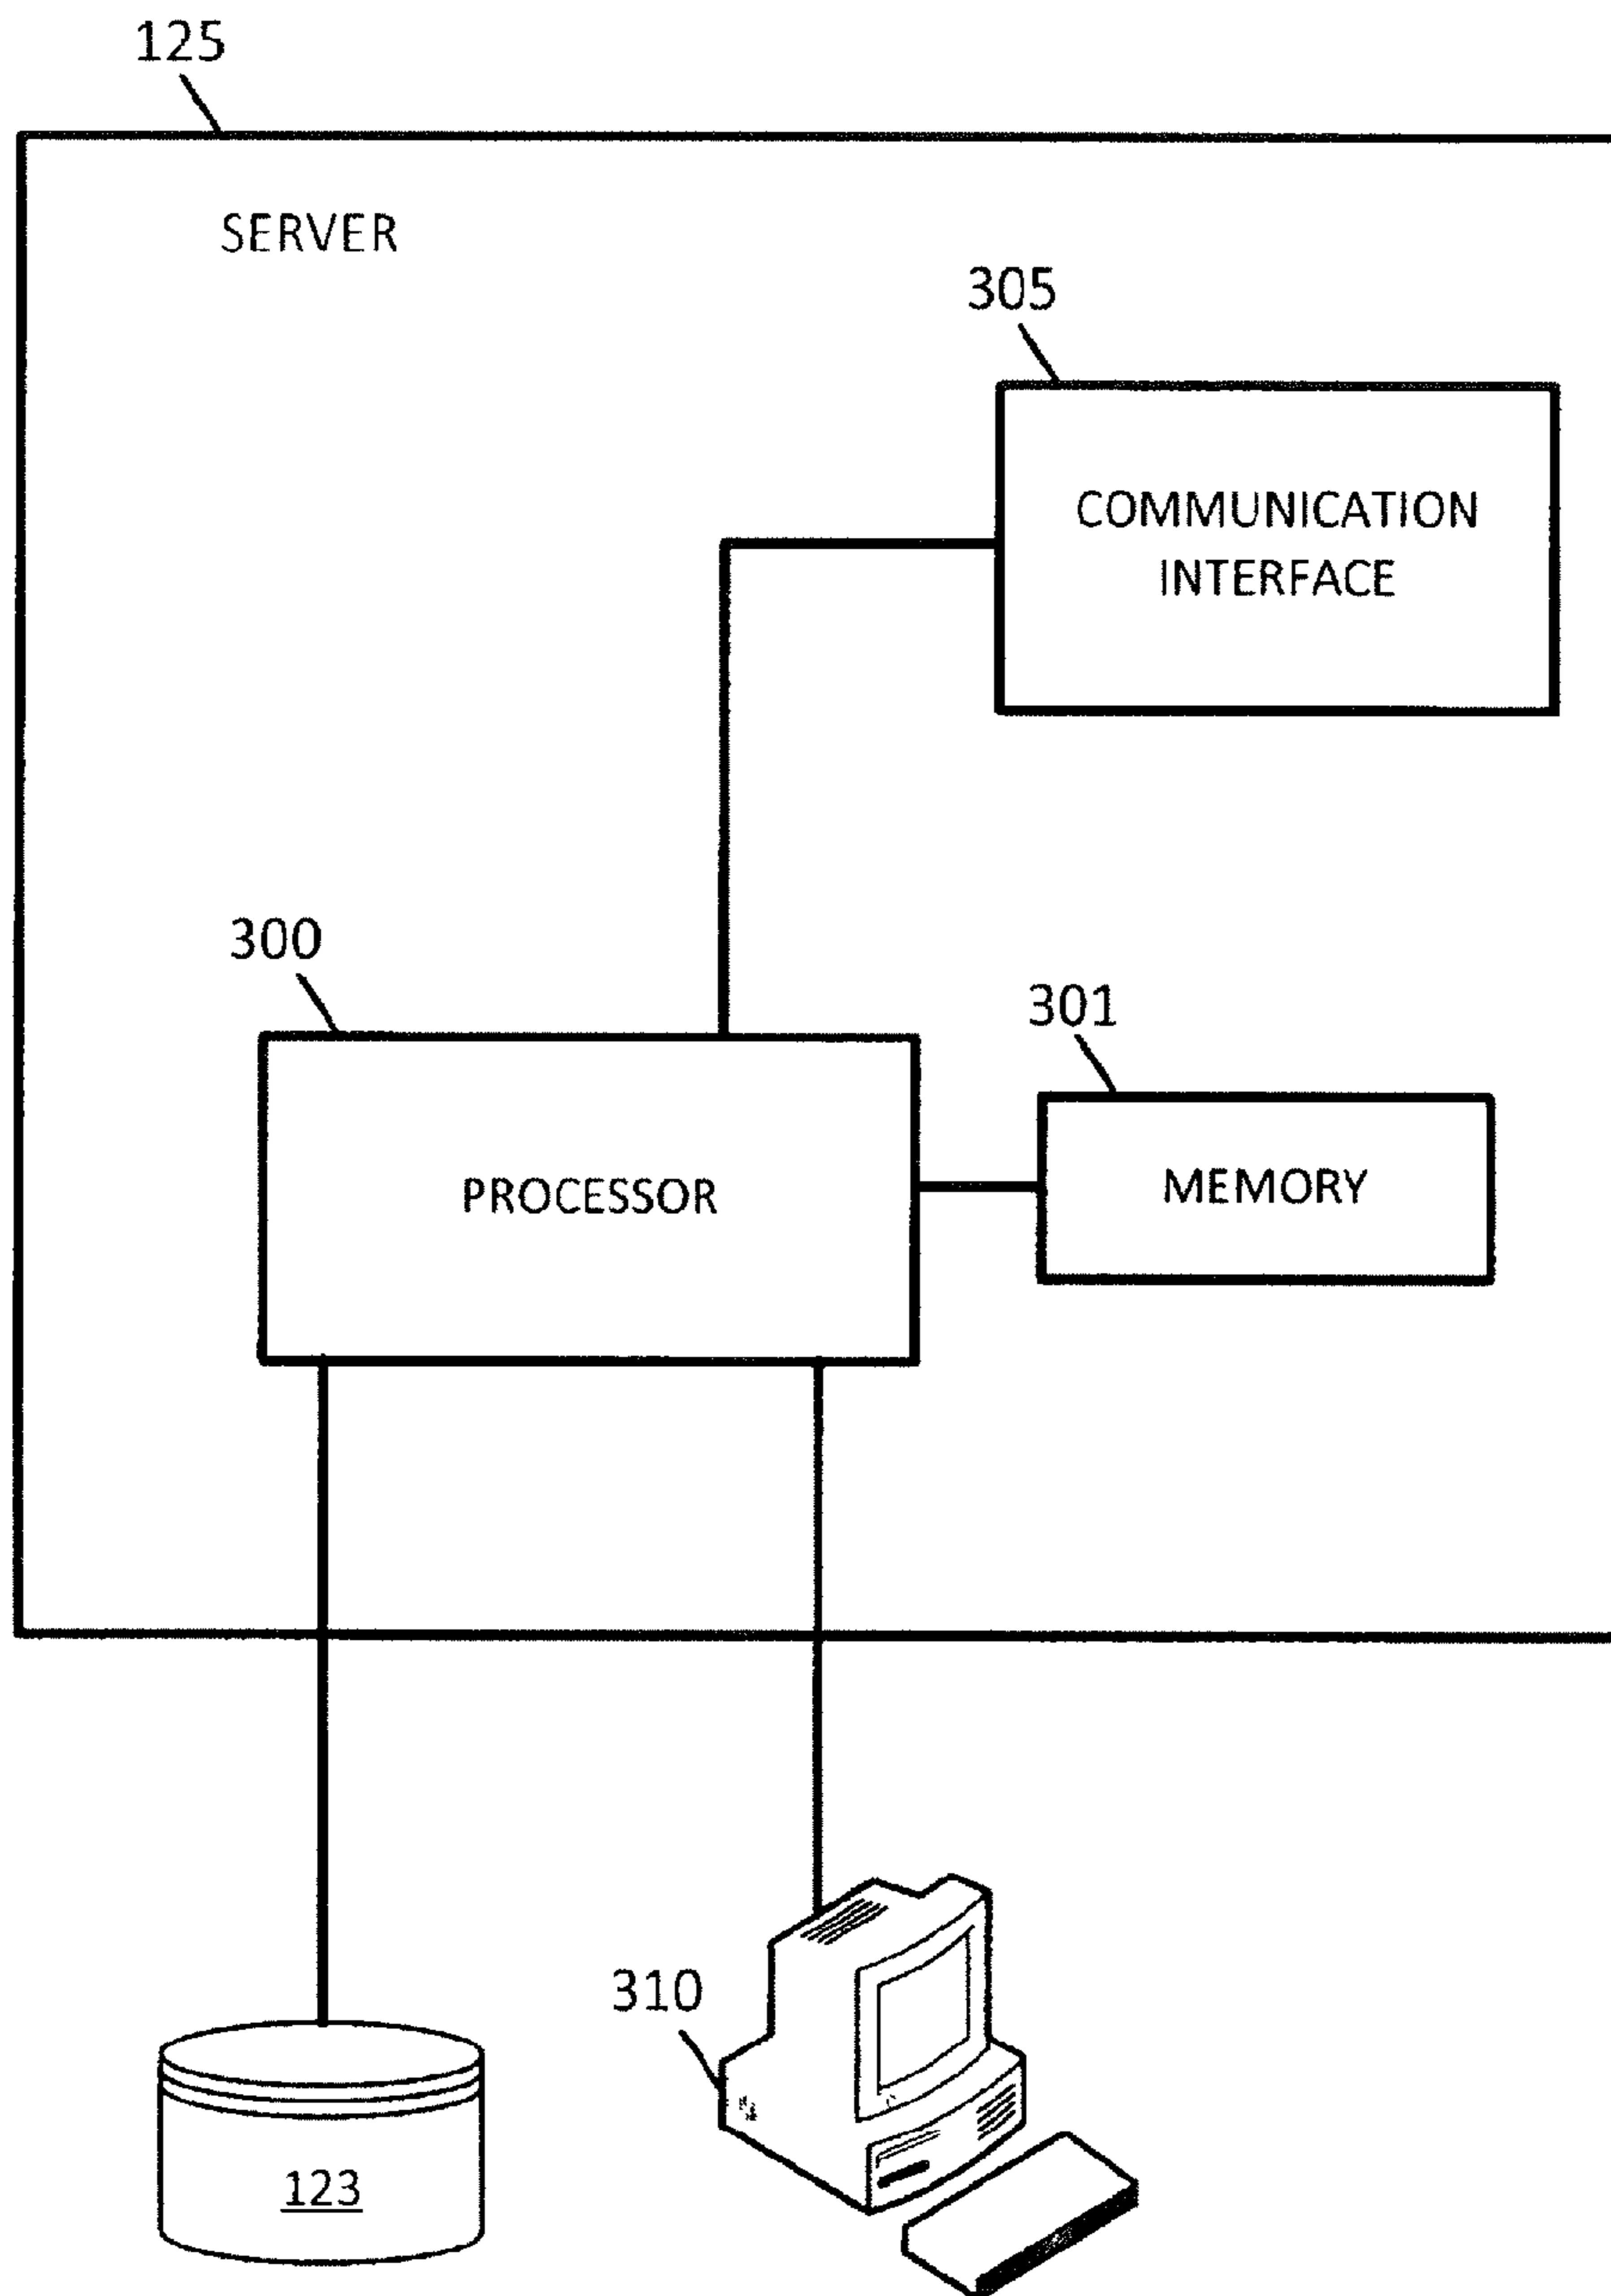 125
SERVER
305
COMMUNICATION
INTERFACE
300
301
PROCESSOR
MEMORY
310
123